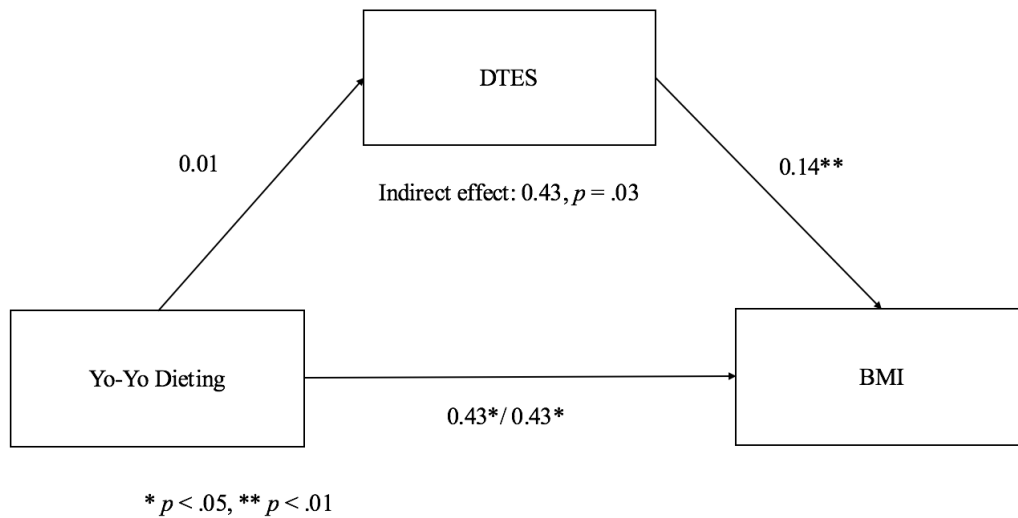 DTES
0.01
0.14**
Indirect effect: 0.43, p = .03
Yo-Yo Dieting
BMI
0.43*/ 0.43*
* p < .05, ** p < .01